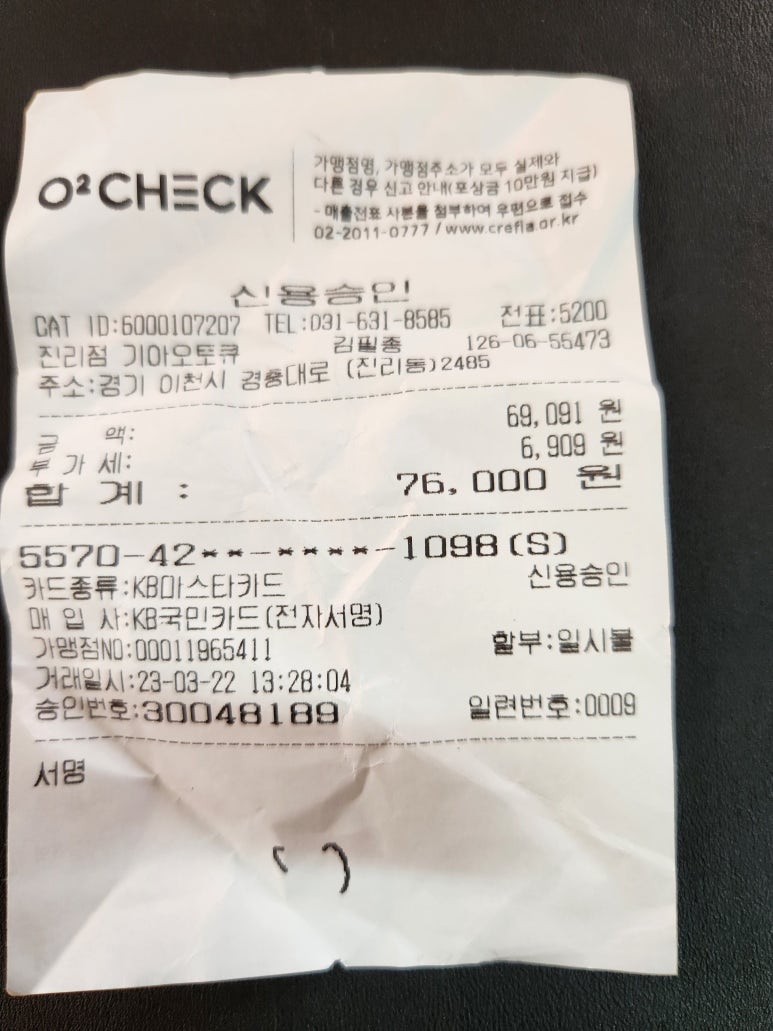 O² CHECK
가맹점명, 가맹점주소가 모두 실제와
다른 경우 신고 안내(포상금 10만원 지급)
- 매출전표 사본을 첨부하여 우편으로 접수
02-2011-0777 / www.crefia.or.kr
신용승인
CAT ID:6000107207 TEL:031-631-8585 전표:5200
진리점 기아오토큐 김필종 126-06-55473
주소:경기 이천시 경충대로 (진리동)2485
금 액: 69,091 원
부 가 세: 6,909 원
합 계 : 76,000 원
5570-42**-****-1098(S)
카드종류:KB마스타카드 신용승인
매 입 사:KB국민카드(전자서명)
가맹점NO:00011965411 할부:일시불
거래일시:23-03-22 13:28:04
승인번호:30048189 일련번호:0009
서명